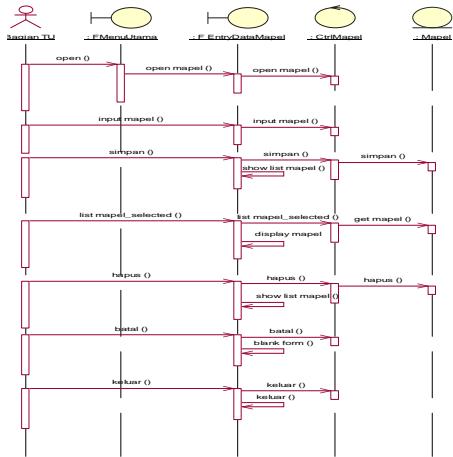 Bagian TU : FMenuUtama : F EntryDataMapel : CtrlMapel : Mapel
open ()
open mapel () open mapel ()
input mapel () input mapel ()
simpan () simpan () simpan ()
show list mapel ()
list mapel_selected () list mapel_selected () get mapel ()
display mapel
hapus () hapus () hapus ()
show list mapel ()
batal () batal ()
blank form ()
keluar () keluar ()
keluar ()